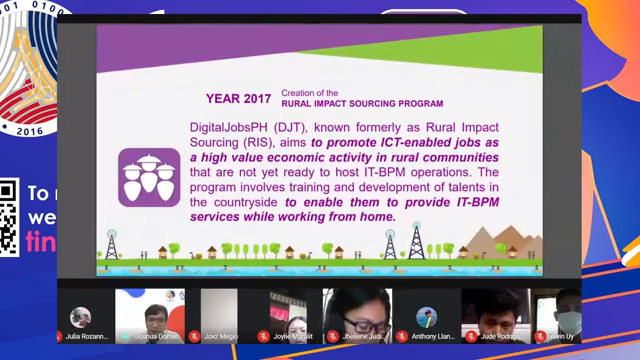 2016
To
we
tin
YEAR 2017
Creation of the
RURAL IMPACT SOURCING PROGRAM
DigitalJobsPH (DJT), known formerly as Rural Impact
Sourcing (RIS), aims to promote ICT-enabled jobs as
a high value economic activity in rural communities
that are not yet ready to host IT-BPM operations. The
program involves training and development of talents
in the countryside to enable them to provide IT-BPM
services while working from home.
Julia Rozann...
Joshua Domen
Jovz Megio
Joylie
Jheilene Judi...
Anthony Llan...
Jude Rodrigu
Alvin Uy